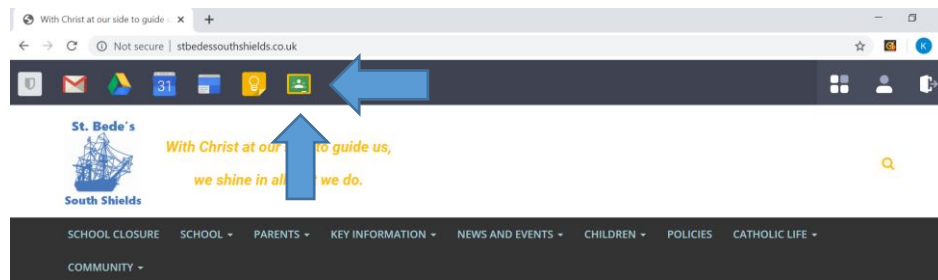 With Christ at our side to guide
Not secure | stbedessouthshields.co.uk
K
31
St. Bede's
South Shields
With Christ at our to guide us,
we shine in all we do.
SCHOOL CLOSURE SCHOOL PARENTS KEY INFORMATION NEWS AND EVENTS CHILDREN POLICIES CATHOLIC LIFE
COMMUNITY